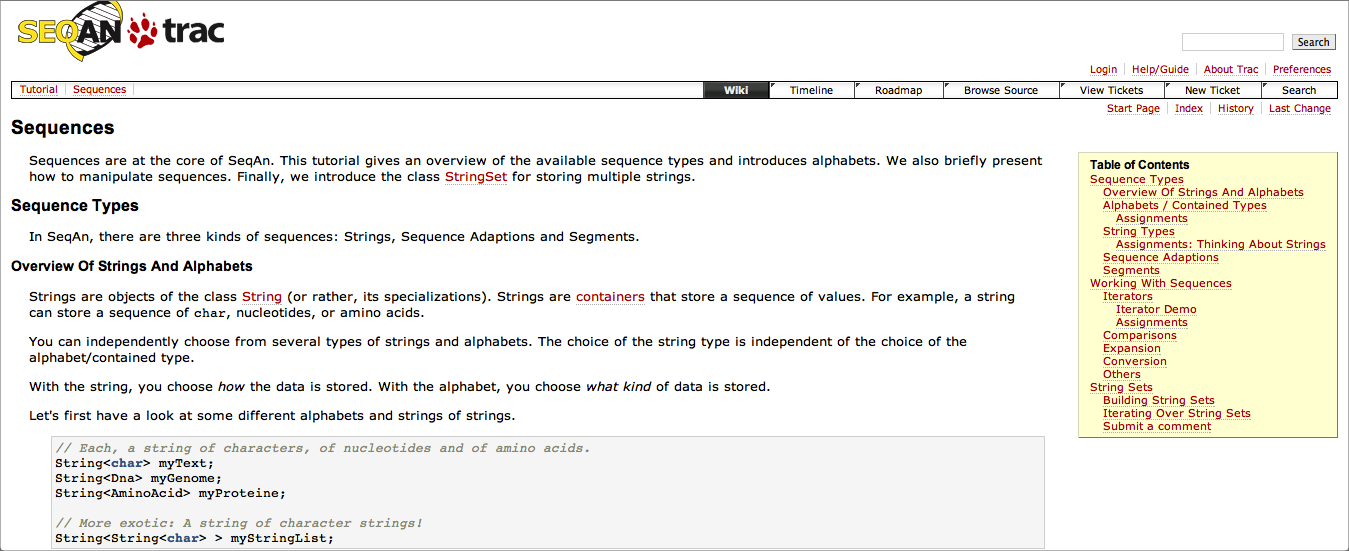 SEQAN trac
Search
Login Help/Guide About Trac Preferences
Tutorial Sequences Wiki Timeline Roadmap Browse Source View Tickets New Ticket Search
Start Page Index History Last Change
Sequences
Sequences are at the core of SeqAn. This tutorial gives an overview of the available sequence types and introduces alphabets. We also briefly present
how to manipulate sequences. Finally, we introduce the class StringSet for storing multiple strings.
Sequence Types
In SeqAn, there are three kinds of sequences: Strings, Sequence Adaptions and Segments.
Overview Of Strings And Alphabets
Strings are objects of the class String (or rather, its specializations). Strings are containers that store a sequence of values. For example, a string
can store a sequence of char, nucleotides, or amino acids.
You can independently choose from several types of strings and alphabets. The choice of the string type is independent of the choice of the
alphabet/contained type.
With the string, you choose how the data is stored. With the alphabet, you choose what kind of data is stored.
Let's first have a look at some different alphabets and strings of strings.
// Each, a string of characters, of nucleotides and of amino acids.
String<char> myText;
String<Dna> myGenome;
String<AminoAcid> myProteine;
// More exotic: A string of character strings!
String<String<char> > myStringList;
Table of Contents
Sequence Types
Overview Of Strings And Alphabets
Alphabets / Contained Types
Assignments
String Types
Assignments: Thinking About Strings
Sequence Adaptions
Segments
Working With Sequences
Iterators
Iterator Demo
Assignments
Comparisons
Expansion
Conversion
Others
String Sets
Building String Sets
Iterating Over String Sets
Submit a comment